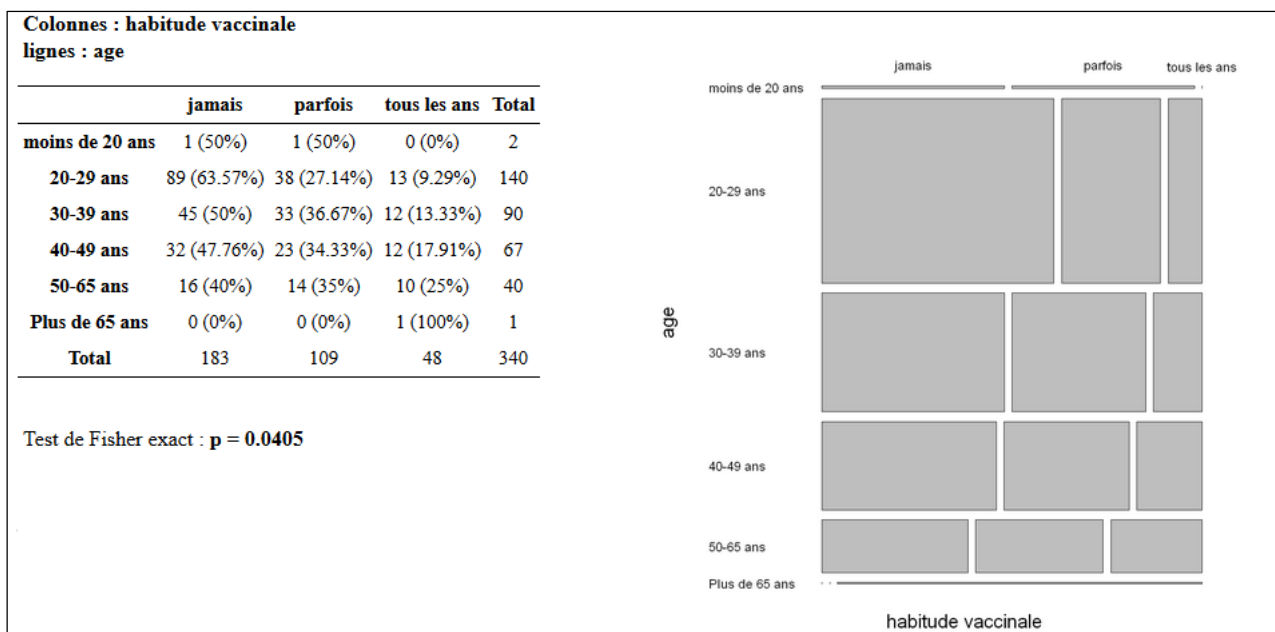 Colonnes : habitude vaccinale
lignes : age
jamais parfois tous les ans Total
moins de 20 ans 1 (50%) 1 (50%) 0 (0%) 2
20-29 ans 89 (63.57%) 38 (27.14%) 13 (9.29%) 140
30-39 ans 45 (50%) 33 (36.67%) 12 (13.33%) 90
40-49 ans 32 (47.76%) 23 (34.33%) 12 (17.91%) 67
50-65 ans 16 (40%) 14 (35%) 10 (25%) 40
Plus de 65 ans 0 (0%) 0 (0%) 1 (100%) 1
Total 183 109 48 340
Test de Fisher exact : p = 0.0405
jamais parfois tous les ans
moins de 20 ans
20-29 ans
30-39 ans
40-49 ans
50-65 ans
Plus de 65 ans
age
habitude vaccinale